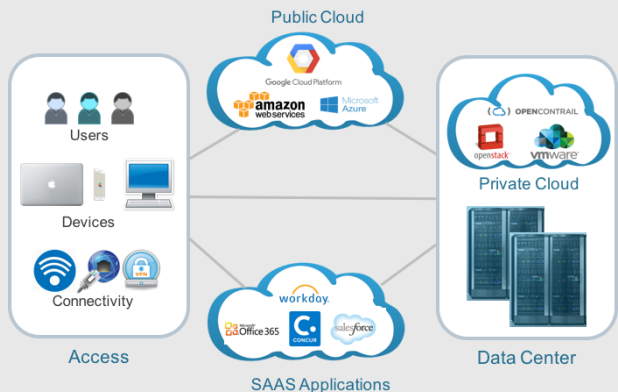 Public Cloud
Google Cloud Platform
amazon
webservices
Microsoft
Azure
Users
Devices
VPN
Connectivity
Access
OPENCONTRAIL
openstack
vmware
Private Cloud
Data Center
workday.
Microsoft
Office 365
C.
CONCUR
salesforce
SAAS Applications